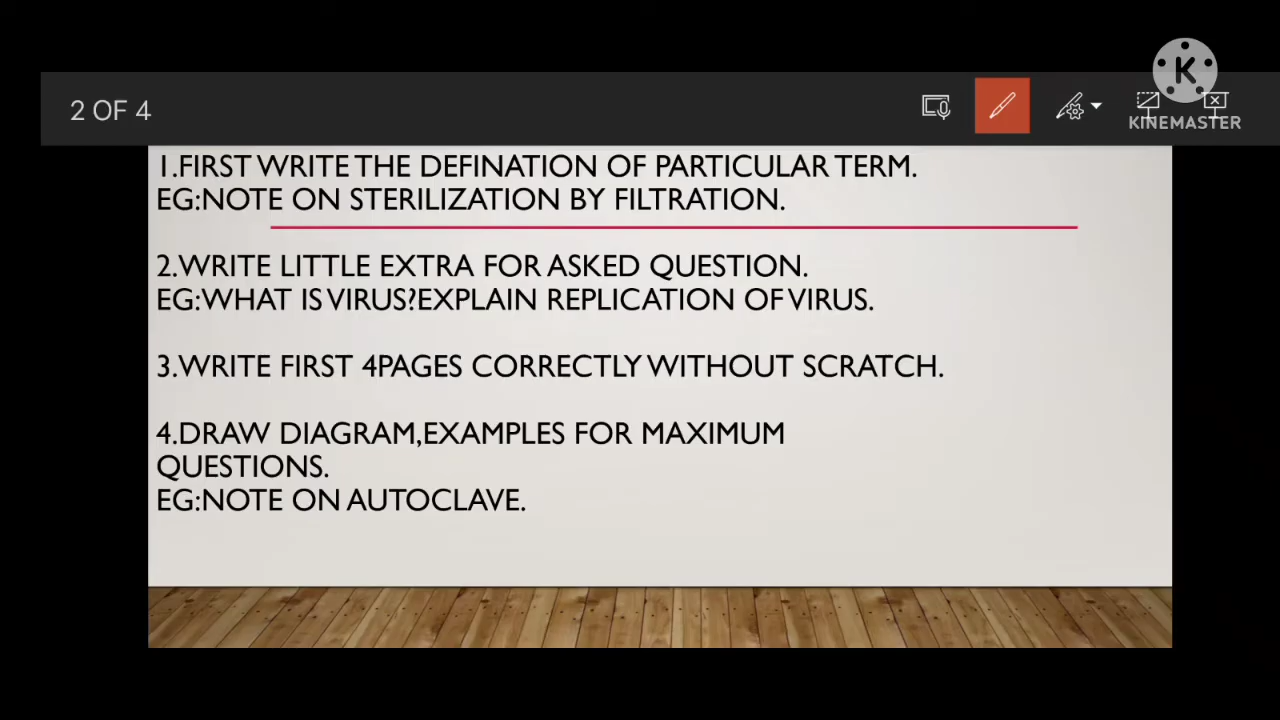 2 OF 4
KINEMASTER
1.FIRST WRITE THE DEFINATION OF PARTICULAR TERM.
EG:NOTE ON STERILIZATION BY FILTRATION.
2.WRITE LITTLE EXTRA FOR ASKED QUESTION.
EG:WHAT IS VIRUS?EXPLAIN REPLICATION OF VIRUS.
3.WRITE FIRST 4PAGES CORRECTLY WITHOUT SCRATCH.
4.DRAW DIAGRAM,EXAMPLES FOR MAXIMUM
QUESTIONS.
EG:NOTE ON AUTOCLAVE.